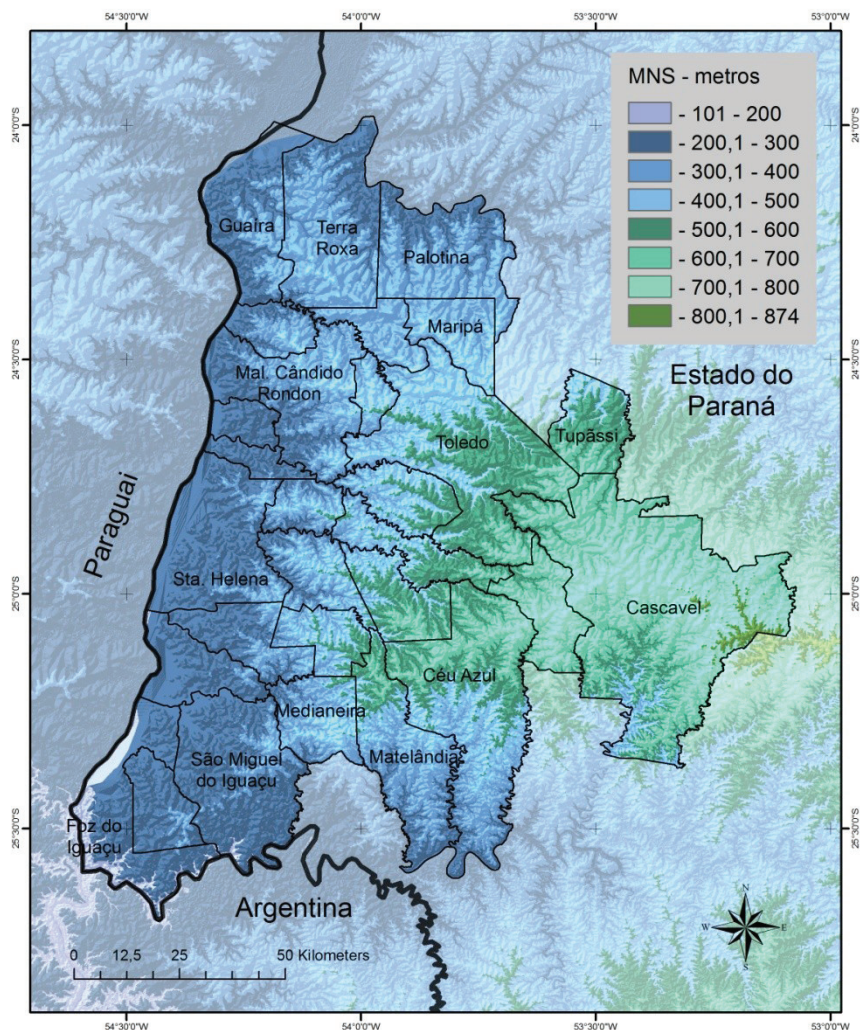 54°30'0"S
54°00'0"S
53°30'0"S
53°00'0"S
MNS - metros
- 101 - 200
- 200,1 - 300
- 300,1 - 400
- 400,1 - 500
- 500,1 - 600
- 600,1 - 700
- 700,1 - 800
- 800,1 - 874
24°0'0"S
24°0'0"S
Guaíra
Terra
Roxa
Palotina
Maripá
24°30'0"S
24°30'0"S
Mal. Cândido
Rondon
Estado do
Paraná
Toledo
Tupãssi
Paraguai
Sta. Helena
25°0'0"S
25°0'0"S
Cascavel
Céu Azul
Medianeira
Matelândia
São Miguel
do Iguaçu
Foz do
Iguaçu
25°30'0"S
25°30'0"S
Argentina
N
W
E
S
0 12,5 25 50 Kilometers
54°30'0"S
54°00'0"S
53°30'0"S
53°00'0"S